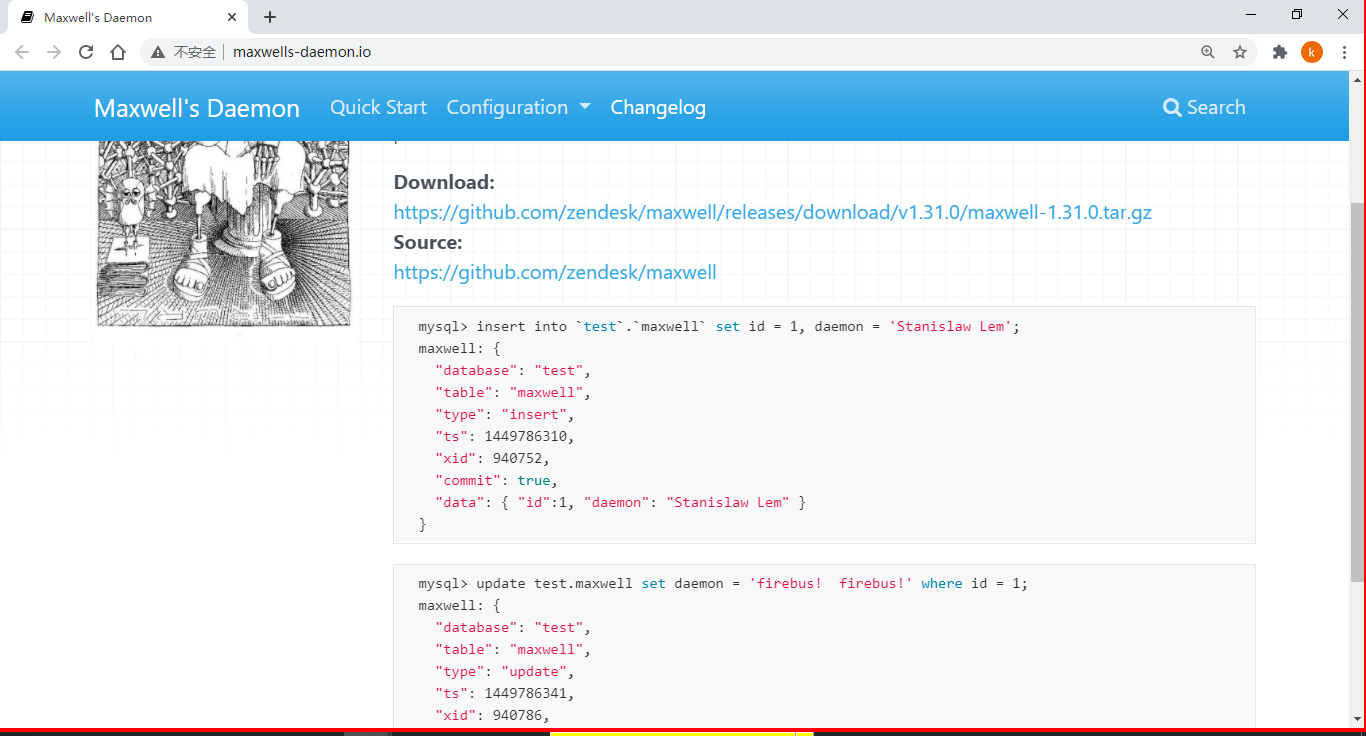 Maxwell's Daemon
不安全 maxwells-daemon.io
k
Maxwell's Daemon Quick Start Configuration Changelog Search
Download:
https://github.com/zendesk/maxwell/releases/download/v1.31.0/maxwell-1.31.0.tar.gz
Source:
https://github.com/zendesk/maxwell
mysql> insert into `test`.`maxwell` set id = 1, daemon = 'Stanislaw Lem';
maxwell: {
"database": "test",
"table": "maxwell",
"type": "insert",
"ts": 1449786310,
"xid": 940752,
"commit": true,
"data": { "id":1, "daemon": "Stanislaw Lem" }
}
mysql> update test.maxwell set daemon = 'firebus!  firebus!' where id = 1;
maxwell: {
"database": "test",
"table": "maxwell",
"type": "update",
"ts": 1449786341,
"xid": 940786,